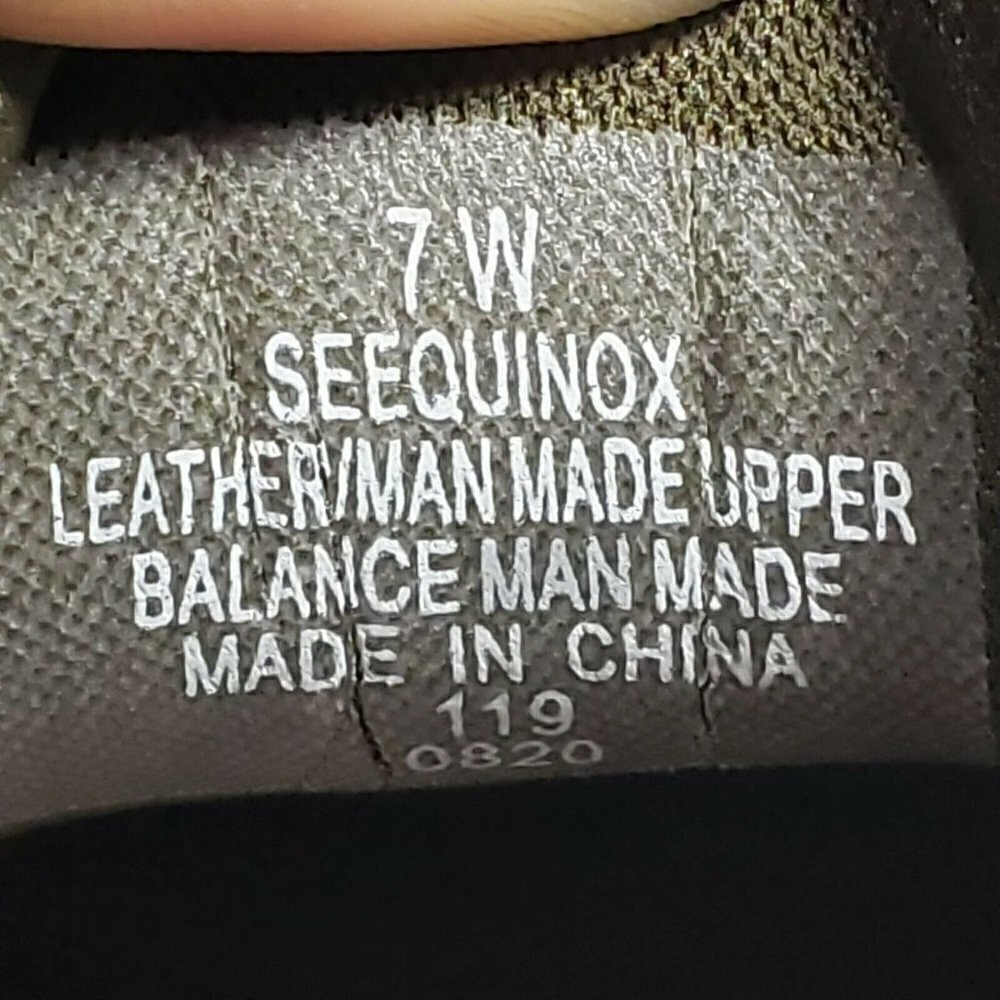 7 W
SEEQUINOX
LEATHER/MAN MADE UPPER
BALANCE MAN MADE
MADE IN CHINA
119
0820